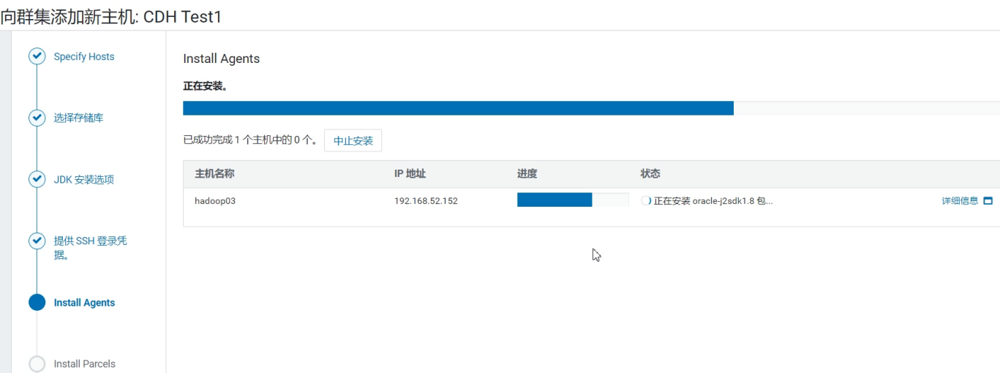 向群集添加新主机: CDH Test1
Specify Hosts
选择存储库
JDK 安装选项
提供 SSH 登录凭
据。
Install Agents
Install Parcels
Install Agents
正在安装。
已成功完成 1 个主机中的 0 个。 中止安装
主机名称 IP 地址 进度 状态
hadoop03 192.168.52.152 正在安装 oracle-j2sdk1.8 包... 详细信息